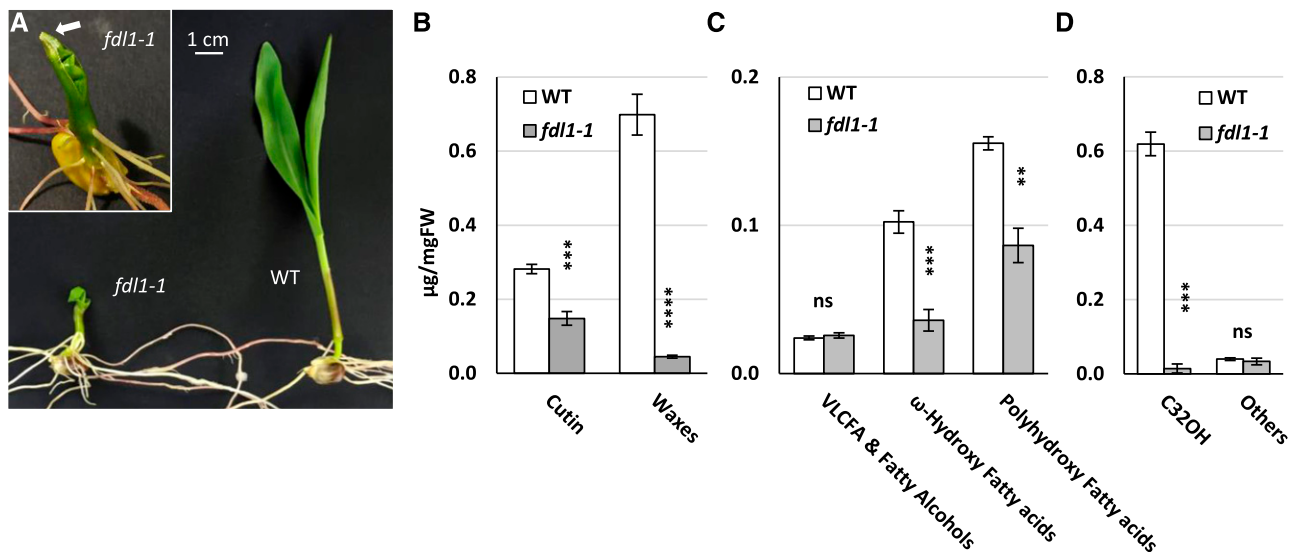 A
fdl1-1
1 cm
fdl1-1
WT
B
µg/mgFW
0.8
0.6
0.4
0.2
0.0
WT
fdl1-1
***
****
Cutin
Waxes
C
0.2
0.1
0.0
WT
fdl1-1
ns
***
**
VLCFA & Fatty Alcohols
ω-Hydroxy Fatty acids
Polyhydroxy Fatty acids
D
0.8
0.6
0.4
0.2
0.0
WT
fdl1-1
***
ns
C32OH
Others